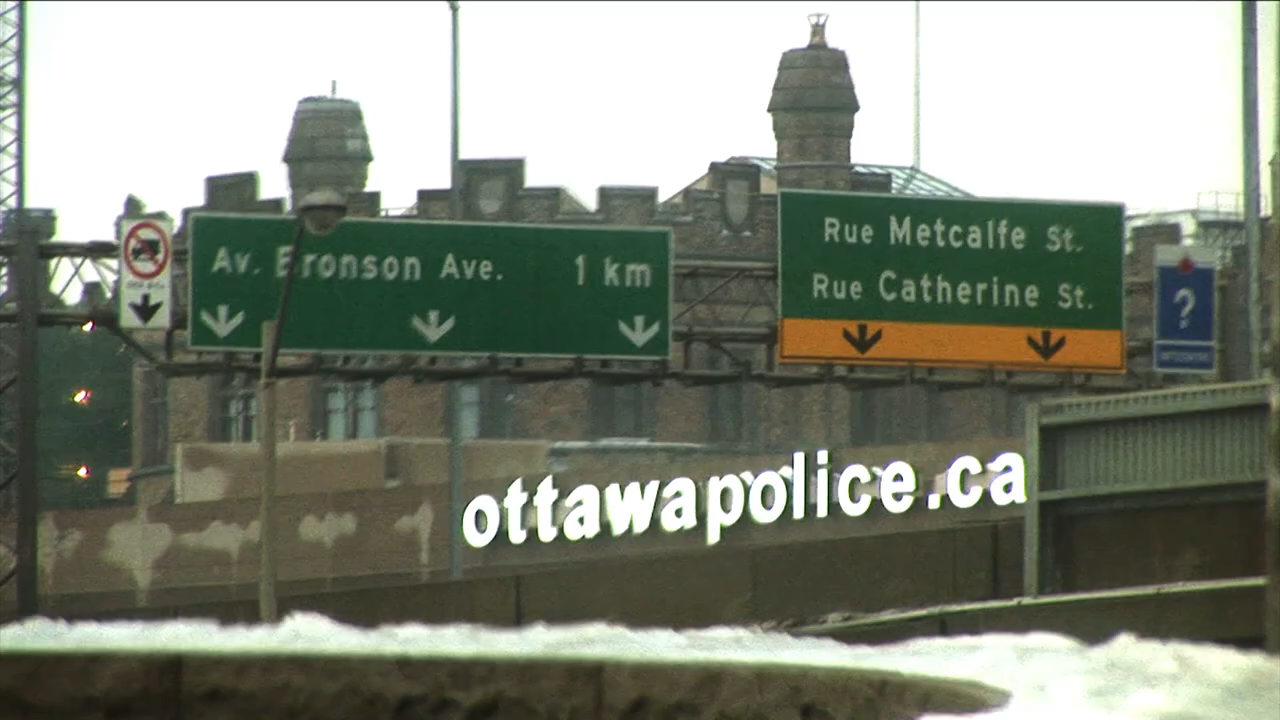 Av. Bronson Ave. 1 km
Rue Metcalfe St.
Rue Catherine St.
?
ottawapolice.ca